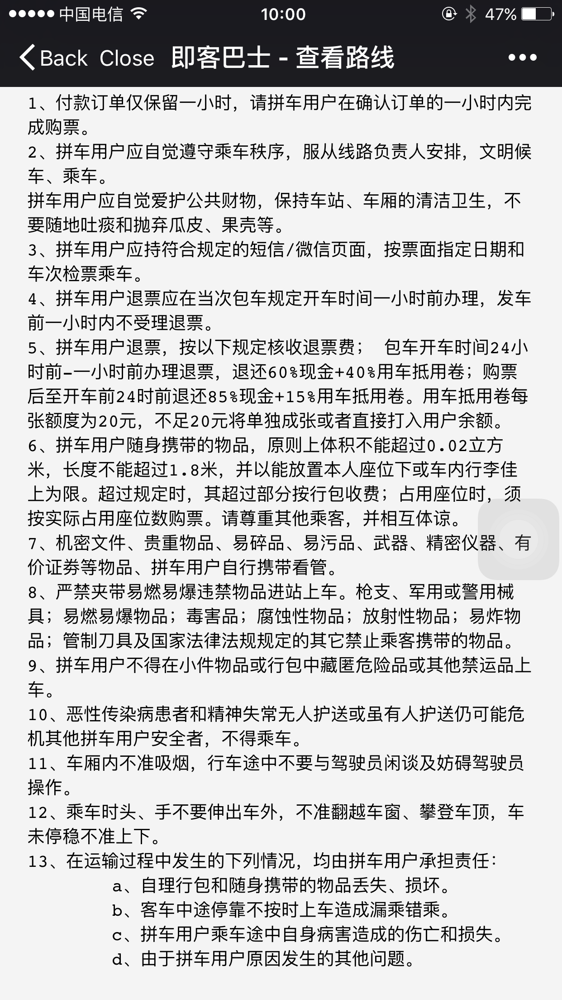 中国电信 10:00 47%
Back Close 即客巴士 - 查看路线
1、付款订单仅保留一小时，请拼车用户在确认订单的一小时内完
成购票。
2、拼车用户应自觉遵守乘车秩序，服从线路负责人安排，文明候
车、乘车。
拼车用户应自觉爱护公共财物，保持车站、车厢的清洁卫生，不
要随地吐痰和抛弃瓜皮、果壳等。
3、拼车用户应持符合规定的短信/微信页面，按票面指定日期和
车次检票乘车。
4、拼车用户退票应在当次包车规定开车时间一小时前办理，发车
前一小时内不受理退票。
5、拼车用户退票，按以下规定核收退票费； 包车开车时间24小
时前-一小时前办理退票，退还60%现金+40%用车抵用卷；购票
后至开车前24时前退还85%现金+15%用车抵用卷。用车抵用卷每
张额度为20元，不足20元将单独成张或者直接打入用户余额。
6、拼车用户随身携带的物品，原则上体积不能超过0.02立方
米，长度不能超过1.8米，并以能放置本人座位下或车内行李佳
上为限。超过规定时，其超过部分按行包收费；占用座位时，须
按实际占用座位数购票。请尊重其他乘客，并相互体谅。
7、机密文件、贵重物品、易碎品、易污品、武器、精密仪器、有
价证券等物品、拼车用户自行携带看管。
8、严禁夹带易燃易爆违禁物品进站上车。枪支、军用或警用械
具；易燃易爆物品；毒害品；腐蚀性物品；放射性物品；易炸物
品；管制刀具及国家法律法规规定的其它禁止乘客携带的物品。
9、拼车用户不得在小件物品或行包中藏匿危险品或其他禁运品上
车。
10、恶性传染病患者和精神失常无人护送或虽有人护送仍可能危
机其他拼车用户安全者，不得乘车。
11、车厢内不准吸烟，行车途中不要与驾驶员闲谈及妨碍驾驶员
操作。
12、乘车时头、手不要伸出车外，不准翻越车窗、攀登车顶，车
未停稳不准上下。
13、在运输过程中发生的下列情况，均由拼车用户承担责任：
a、自理行包和随身携带的物品丢失、损坏。
b、客车中途停靠不按时上车造成漏乘错乘。
c、拼车用户乘车途中自身病害造成的伤亡和损失。
d、由于拼车用户原因发生的其他问题。